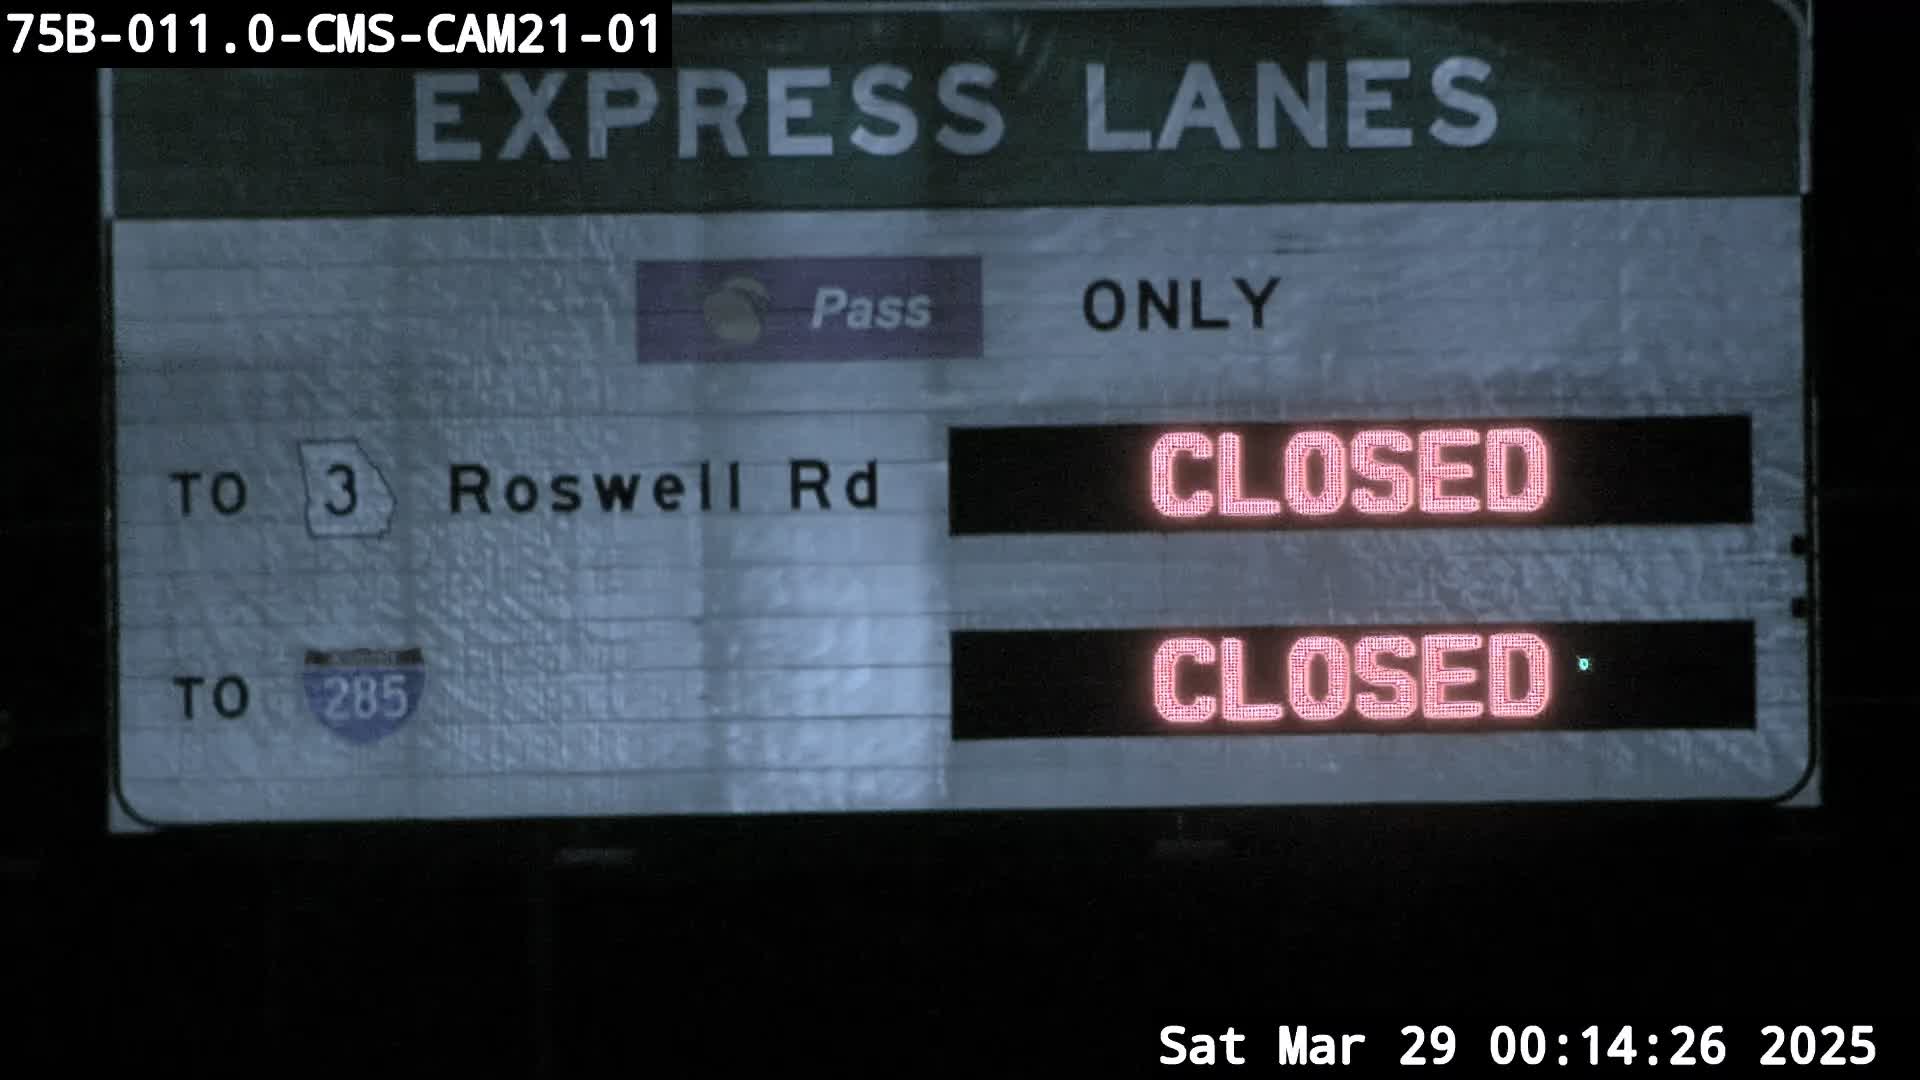 75B-011.0-CMS-CAM21-01
EXPRESS LANES
Pass ONLY
TO 3 Roswell Rd CLOSED
TO 285 CLOSED
Sat Mar 29 00:14:26 2025